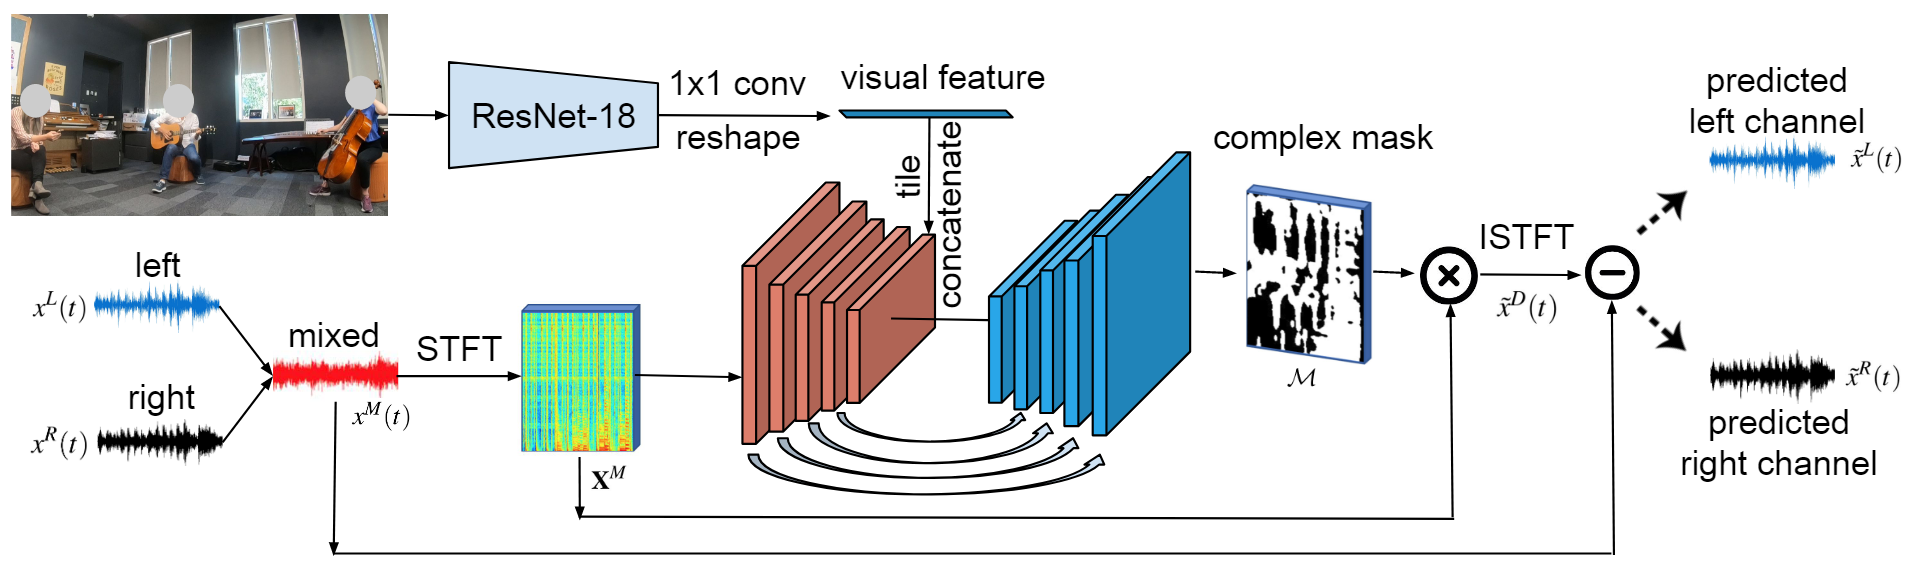 ResNet-18
1x1 conv
reshape
visual feature
tile
concatenate
complex mask
predicted
left channel
x̃^L(t)
left
x^L(t)
mixed
STFT
x^M(t)
right
x^R(t)
X^M
M
ISTFT
x̃^D(t)
x̃^R(t)
predicted
right channel